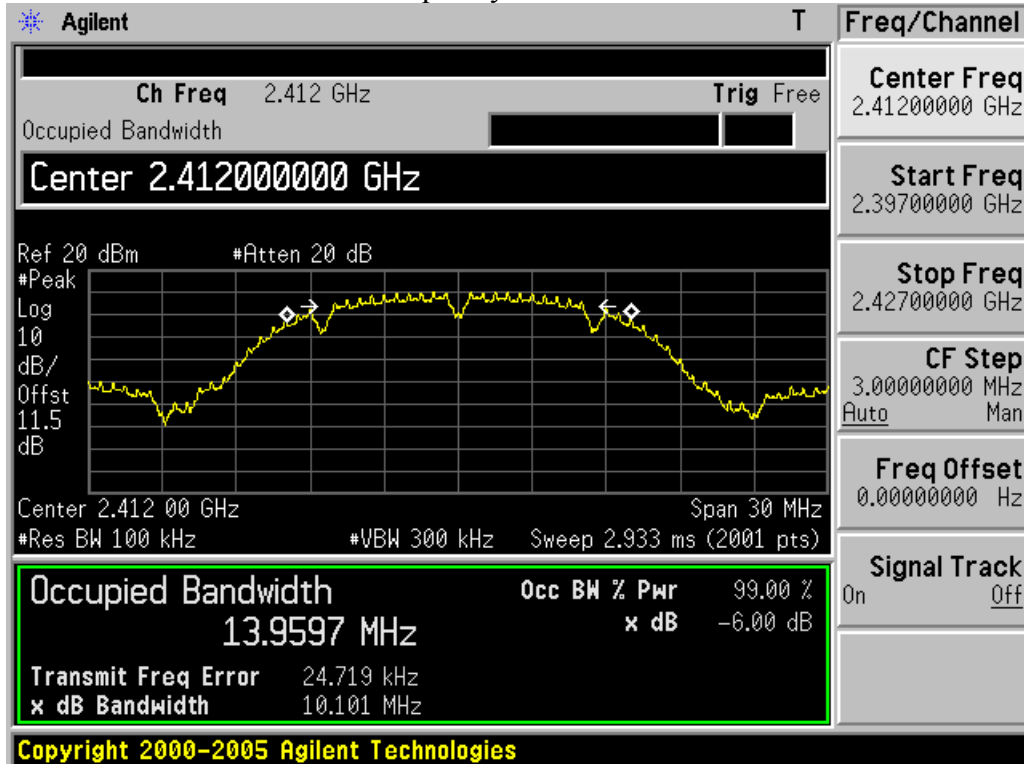 Agilent T Freq/Channel
Ch Freq 2.412 GHz Trig Free
Occupied Bandwidth
Center 2.412000000 GHz
Ref 20 dBm #Atten 20 dB
#Peak
Log
10
dB/
Offst
11.5
dB
Center 2.412 00 GHz Span 30 MHz
#Res BW 100 kHz #VBW 300 kHz Sweep 2.933 ms (2001 pts)
Occupied Bandwidth Occ BW % Pwr 99.00 %
13.9597 MHz x dB -6.00 dB
Transmit Freq Error 24.719 kHz
x dB Bandwidth 10.101 MHz
Center Freq
2.41200000 GHz
Start Freq
2.39700000 GHz
Stop Freq
2.42700000 GHz
CF Step
3.00000000 MHz
Auto Man
Freq Offset
0.00000000 Hz
Signal Track
On Off
Copyright 2000-2005 Agilent Technologies